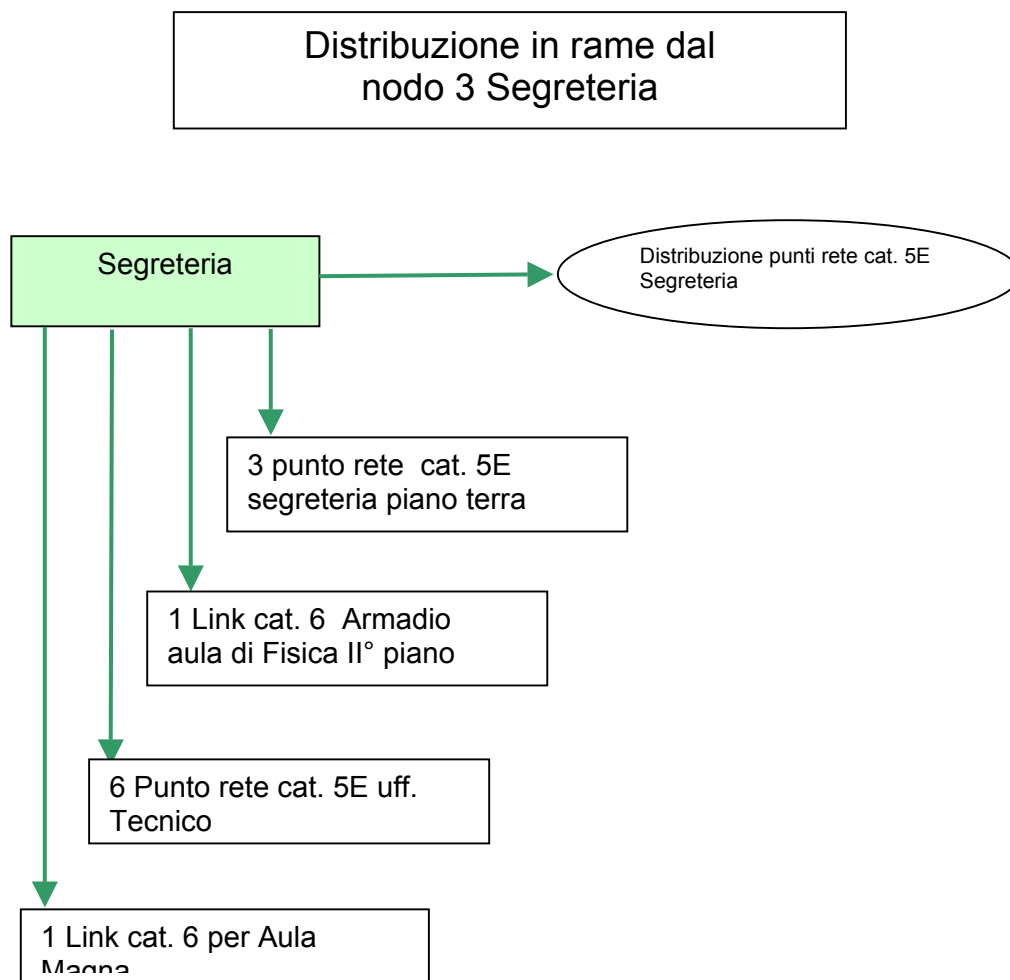 Distribuzione in rame dal
nodo 3 Segreteria
Segreteria
Distribuzione punti rete cat. 5E
Segreteria
3 punto rete cat. 5E
segreteria piano terra
1 Link cat. 6 Armadio
aula di Fisica II° piano
6 Punto rete cat. 5E uff.
Tecnico
1 Link cat. 6 per Aula
Magna